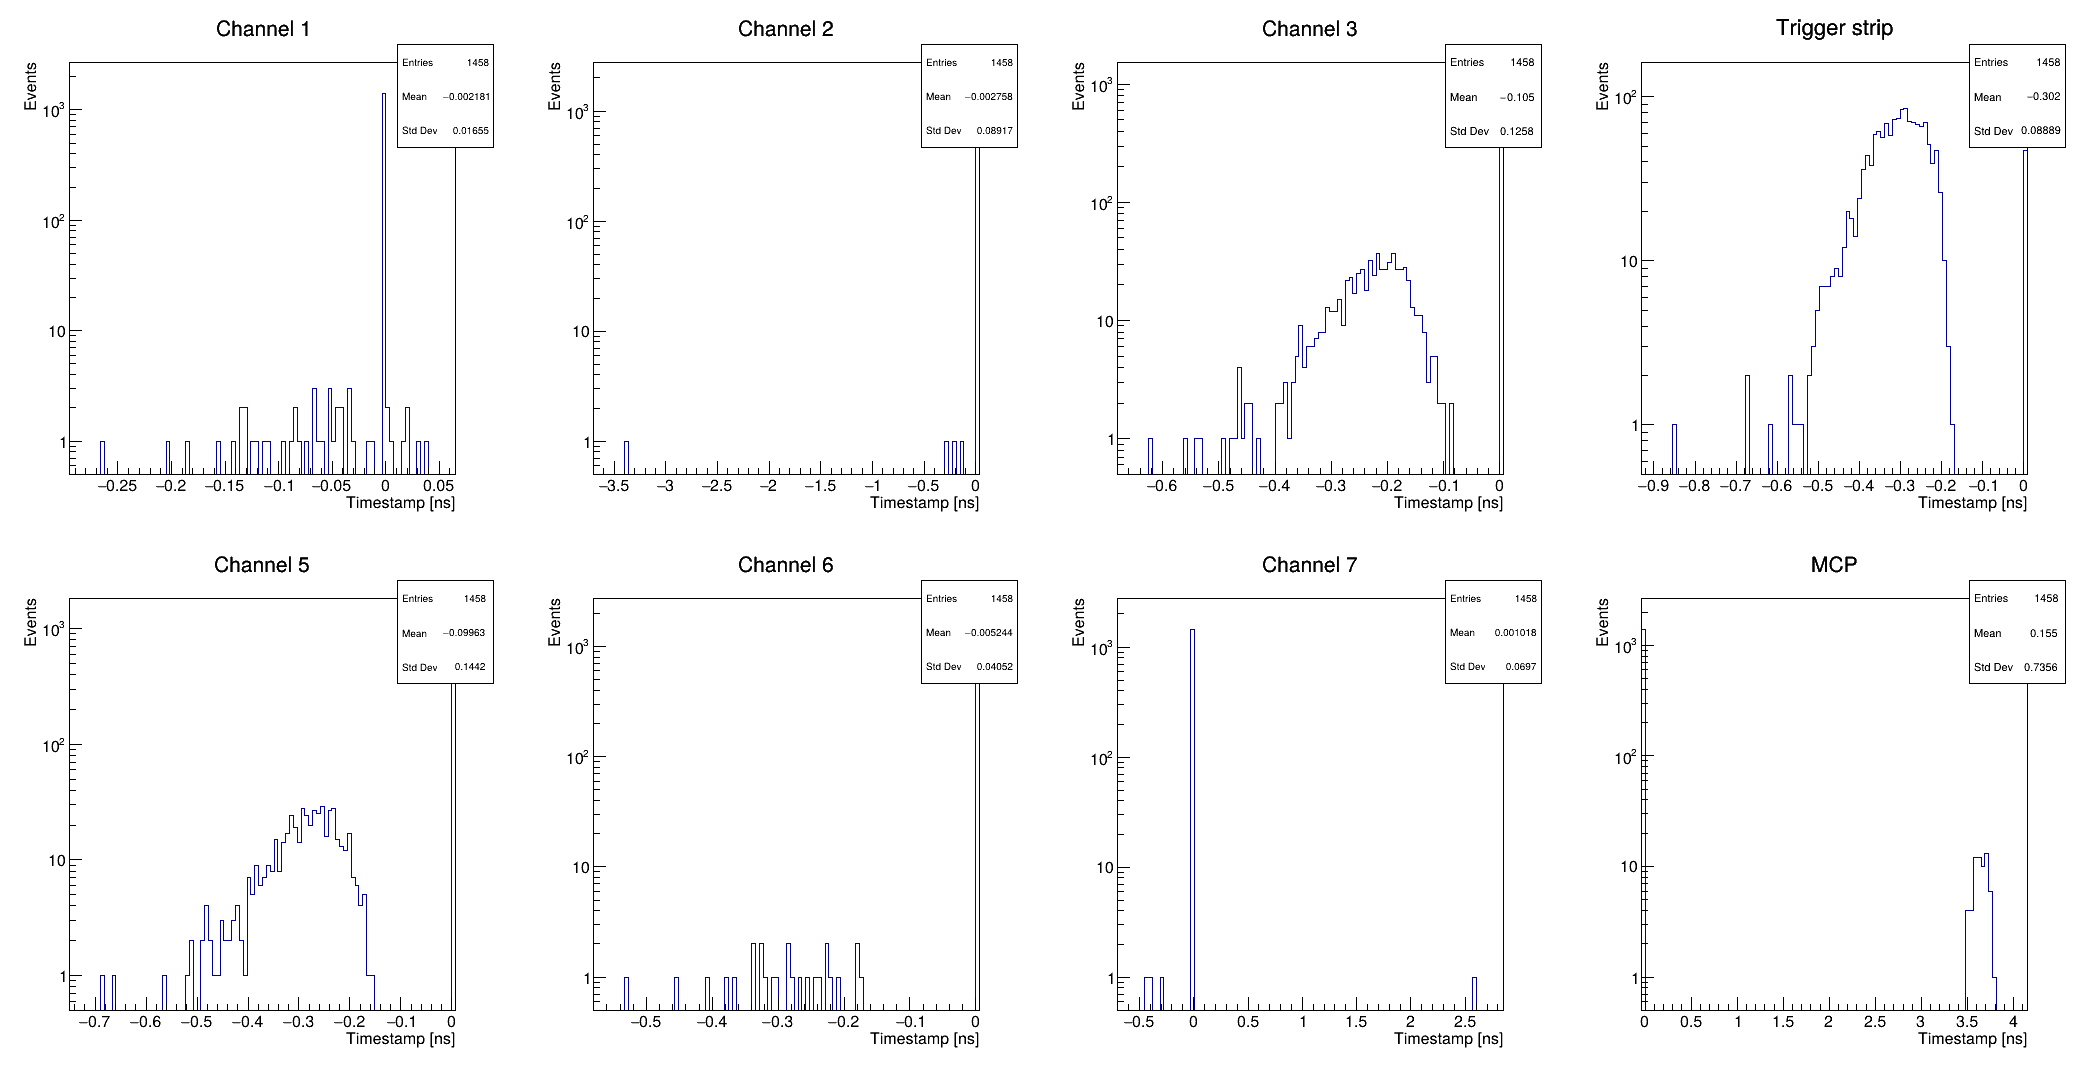 Channel 1
Events
Entries 1458
Mean −0.002181
Std Dev 0.01655
10³
10²
10
1
−0.25 −0.2 −0.15 −0.1 −0.05 0 0.05
Timestamp [ns]
Channel 2
Events
Entries 1458
Mean −0.002758
Std Dev 0.08917
10³
10²
10
1
−3.5 −3 −2.5 −2 −1.5 −1 −0.5 0
Timestamp [ns]
Channel 3
Events
Entries 1458
Mean −0.105
Std Dev 0.1258
10³
10²
10
1
−0.6 −0.5 −0.4 −0.3 −0.2 −0.1 0
Timestamp [ns]
Trigger strip
Events
Entries 1458
Mean −0.302
Std Dev 0.08889
10²
10
1
−0.9 −0.8 −0.7 −0.6 −0.5 −0.4 −0.3 −0.2 −0.1 0
Timestamp [ns]
Channel 5
Events
Entries 1458
Mean −0.09963
Std Dev 0.1442
10³
10²
10
1
−0.7 −0.6 −0.5 −0.4 −0.3 −0.2 −0.1 0
Timestamp [ns]
Channel 6
Events
Entries 1458
Mean −0.005244
Std Dev 0.04052
10³
10²
10
1
−0.5 −0.4 −0.3 −0.2 −0.1 0
Timestamp [ns]
Channel 7
Events
Entries 1458
Mean 0.001018
Std Dev 0.0697
10³
10²
10
1
−0.5 0 0.5 1 1.5 2 2.5
Timestamp [ns]
MCP
Events
Entries 1458
Mean 0.155
Std Dev 0.7356
10³
10²
10
1
0 0.5 1 1.5 2 2.5 3 3.5 4
Timestamp [ns]